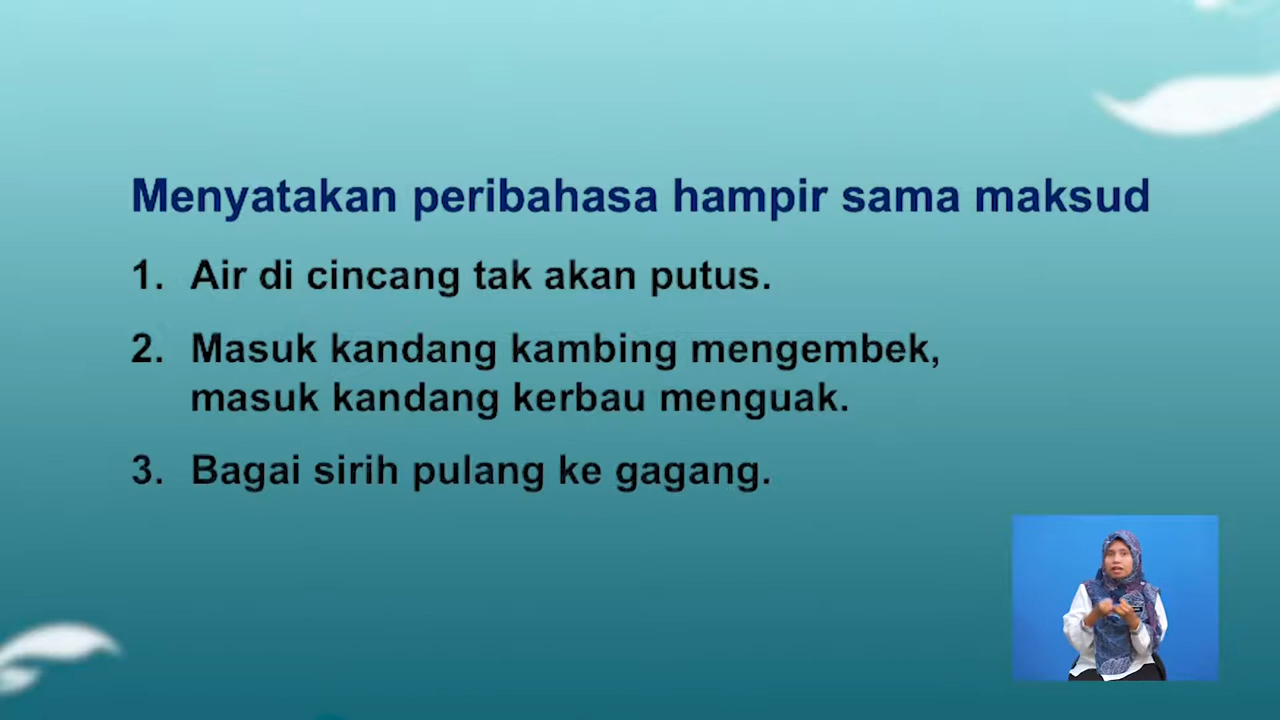 Menyatakan peribahasa hampir sama maksud
1. Air di cincang tak akan putus.
2. Masuk kandang kambing mengembek,
masuk kandang kerbau menguak.
3. Bagai sirih pulang ke gagang.